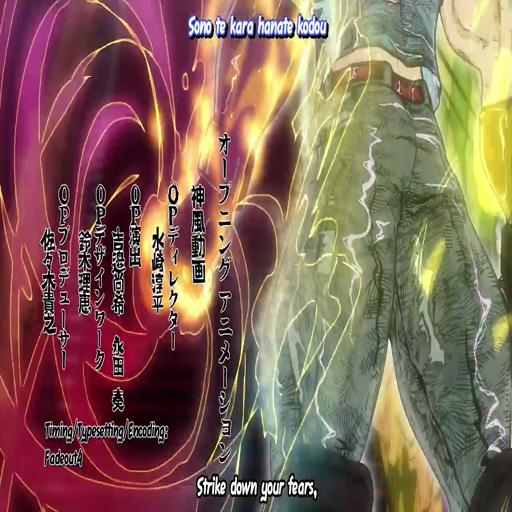 Sono te kara hanate kodou
オープニング アニメーション
神風動画
OPディレクター
水崎淳平
OP演出
吉邉尚希 永田 奏
OPデザインワーク
鈴木理恵
OPプロデューサー
佐々木貴之
Timing/Typesetting/Encoding:
Fadeout4
Strike down your fears,